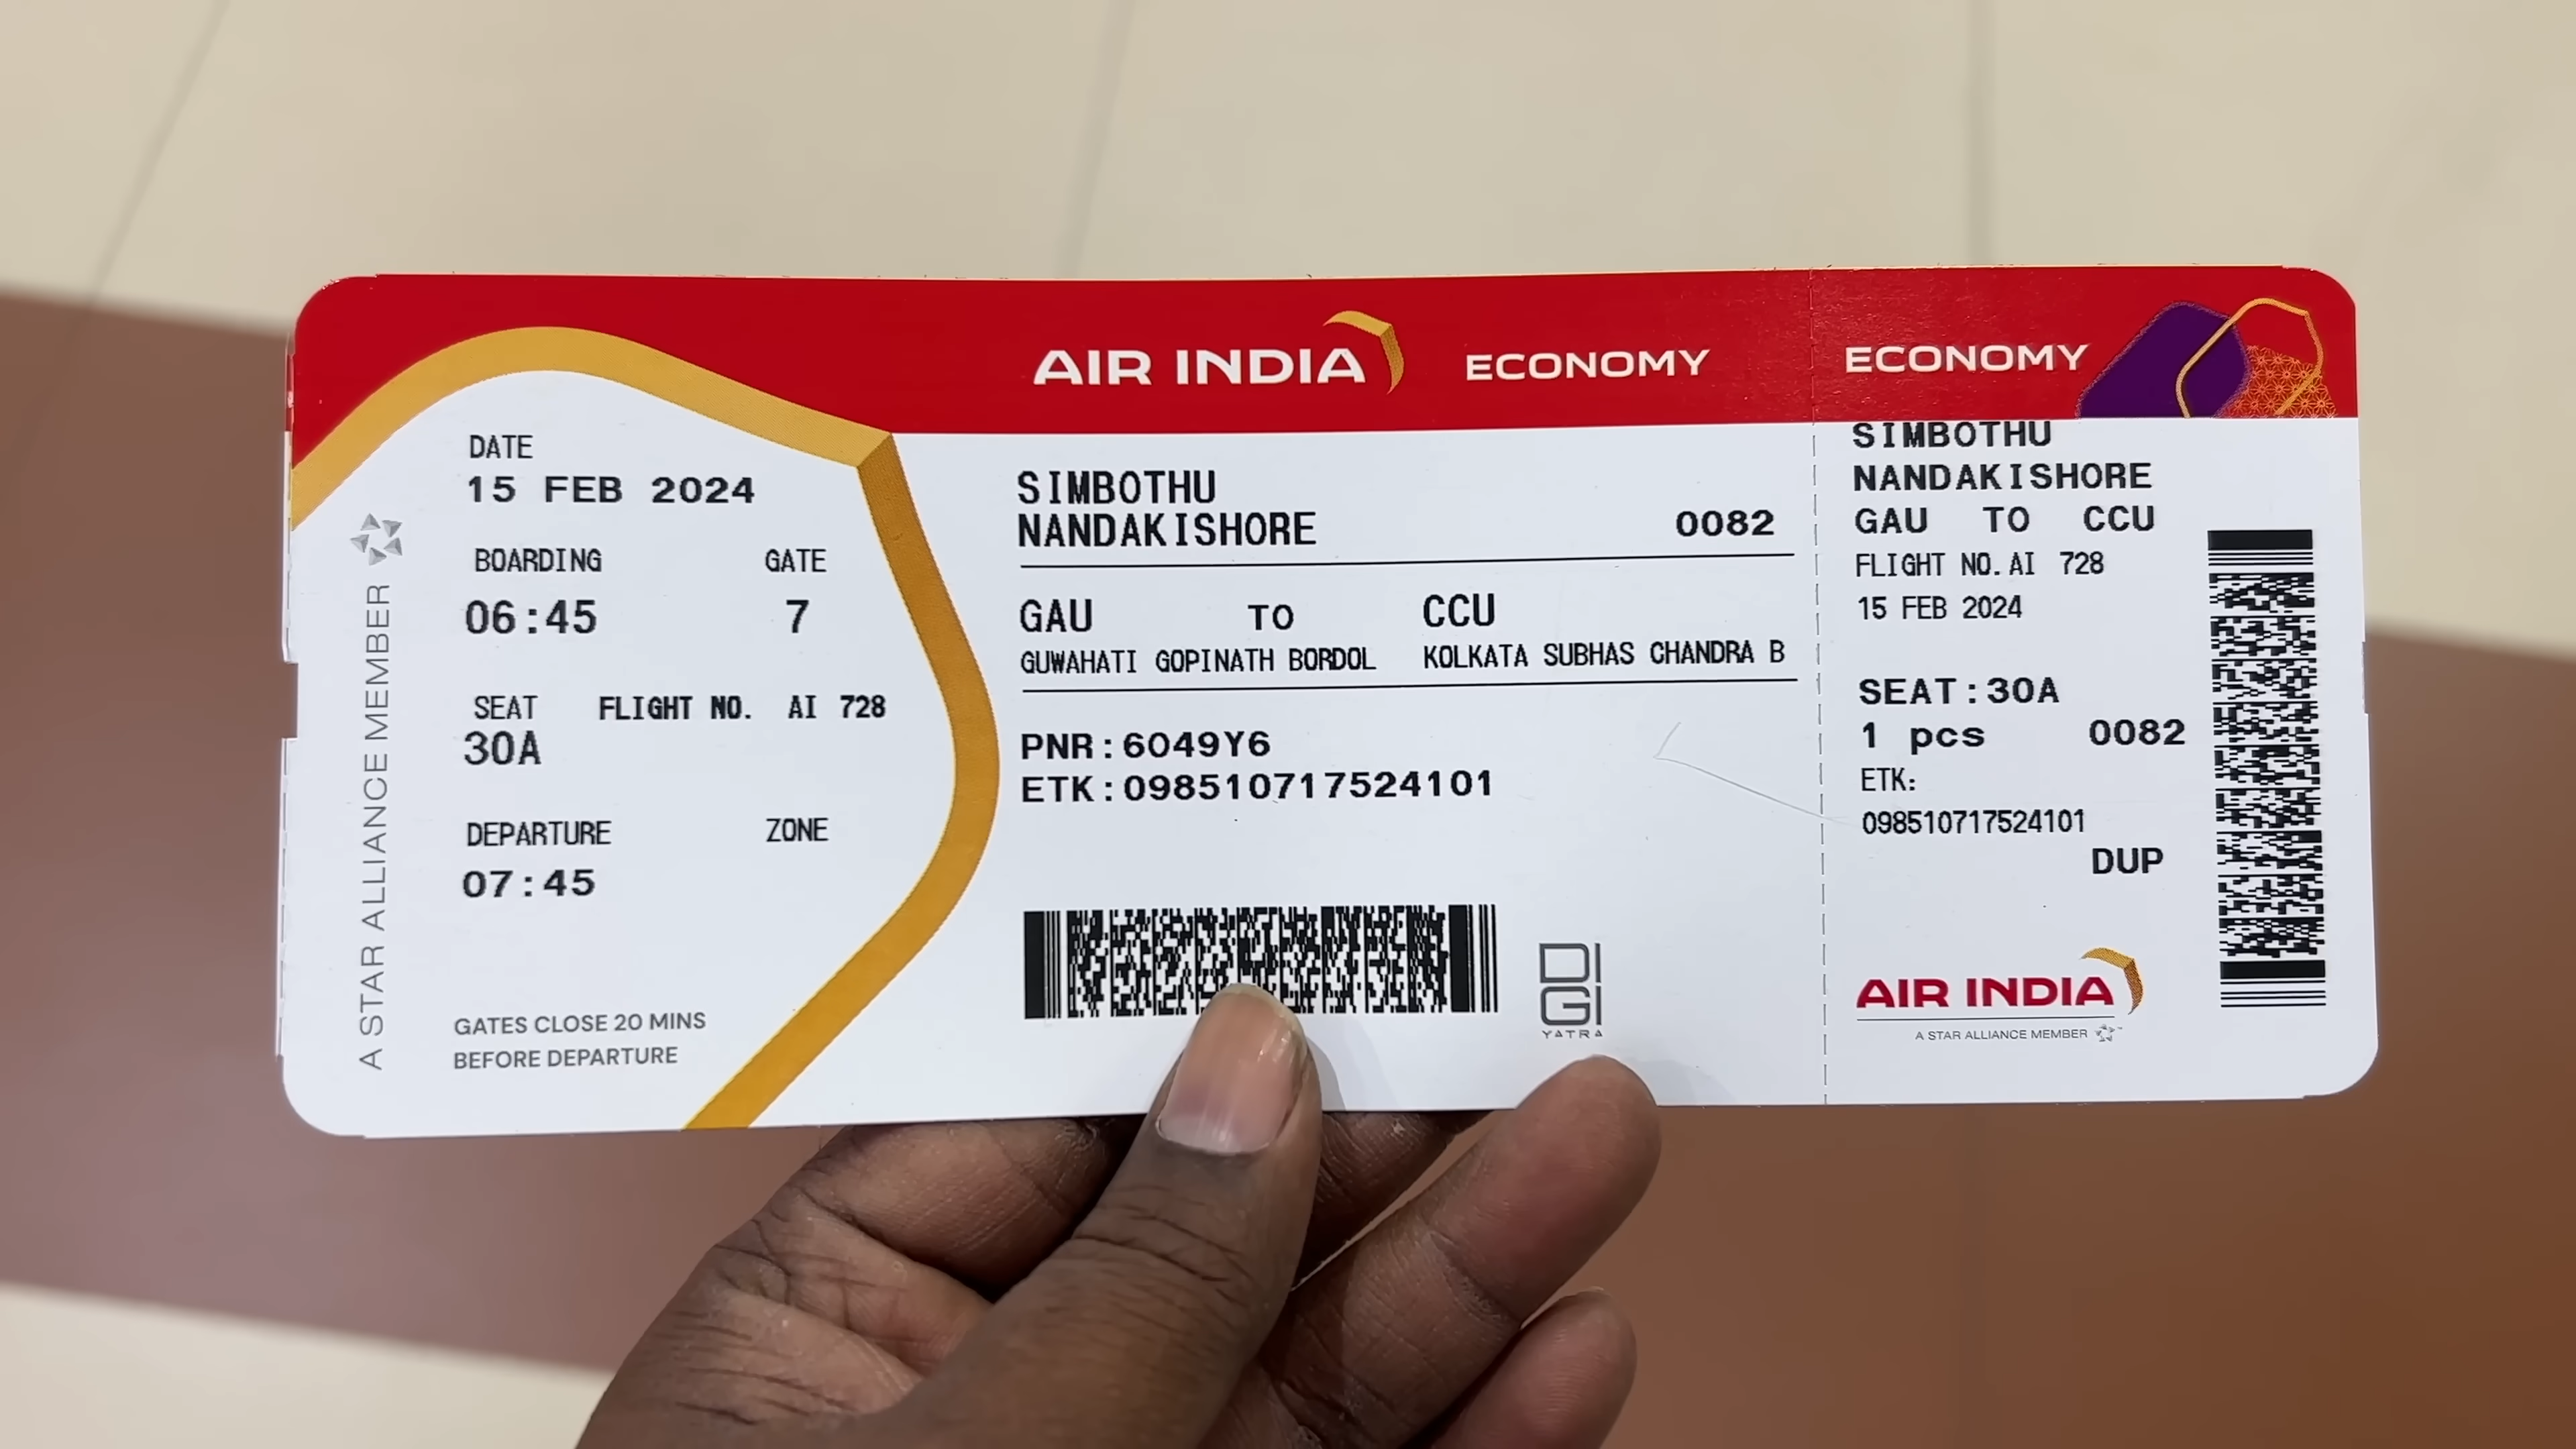 AIR INDIA ECONOMY
DATE
15 FEB 2024
BOARDING GATE
06:45 7
SEAT FLIGHT NO. AI 728
30A
DEPARTURE ZONE
07:45
GATES CLOSE 20 MINS
BEFORE DEPARTURE
A STAR ALLIANCE MEMBER
SIMBOTHU
NANDAKISHORE 0082
GAU TO CCU
GUWAHATI GOPINATH BORDOL KOLKATA SUBHAS CHANDRA B
PNR:6049Y6
ETK:098510717524101
DI
GI
YATRA
ECONOMY
SIMBOTHU
NANDAKISHORE
GAU TO CCU
FLIGHT NO.AI 728
15 FEB 2024
SEAT:30A
1 pcs 0082
ETK:
098510717524101
DUP
AIR INDIA
A STAR ALLIANCE MEMBER